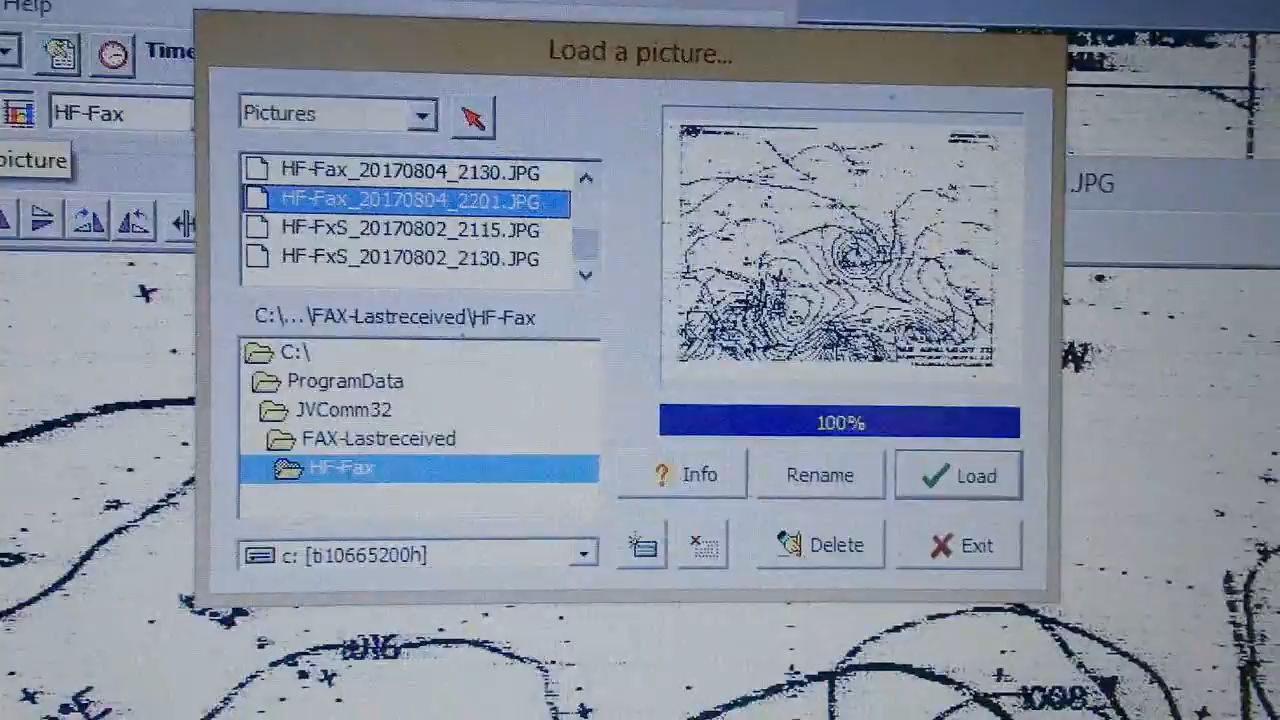 Help
Load a picture...
Time
HF-Fax
picture
Pictures
HF-Fax_20170804_2130.JPG
HF-Fax_20170804_2201.JPG
HF-FxS_20170802_2115.JPG
HF-FxS_20170802_2130.JPG
.JPG
C:\...\FAX-Lastreceived\HF-Fax
C:\
ProgramData
JVComm32
FAX-Lastreceived
HF-Fax
100%
Info
Rename
Load
c: [b10665200h]
Delete
Exit
1016
1008